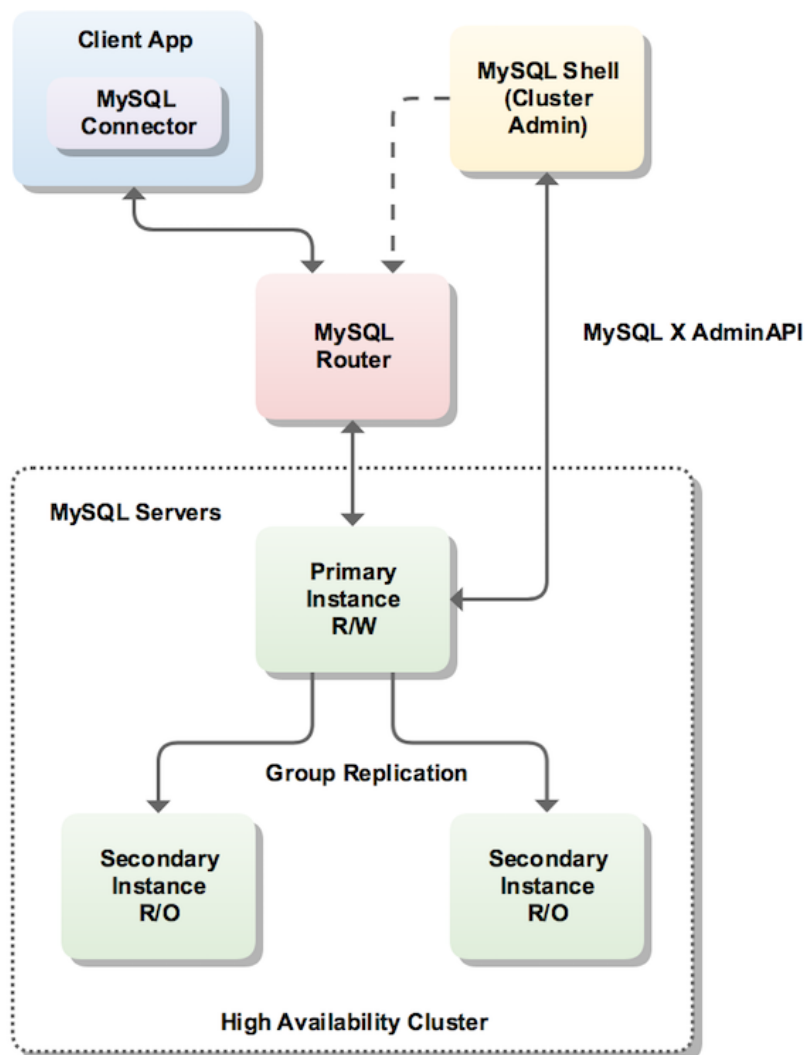 Client App
MySQL
Connector
MySQL Shell
(Cluster
Admin)
MySQL
Router
MySQL X AdminAPI
MySQL Servers
Primary
Instance
R/W
Group Replication
Secondary
Instance
R/O
Secondary
Instance
R/O
High Availability Cluster